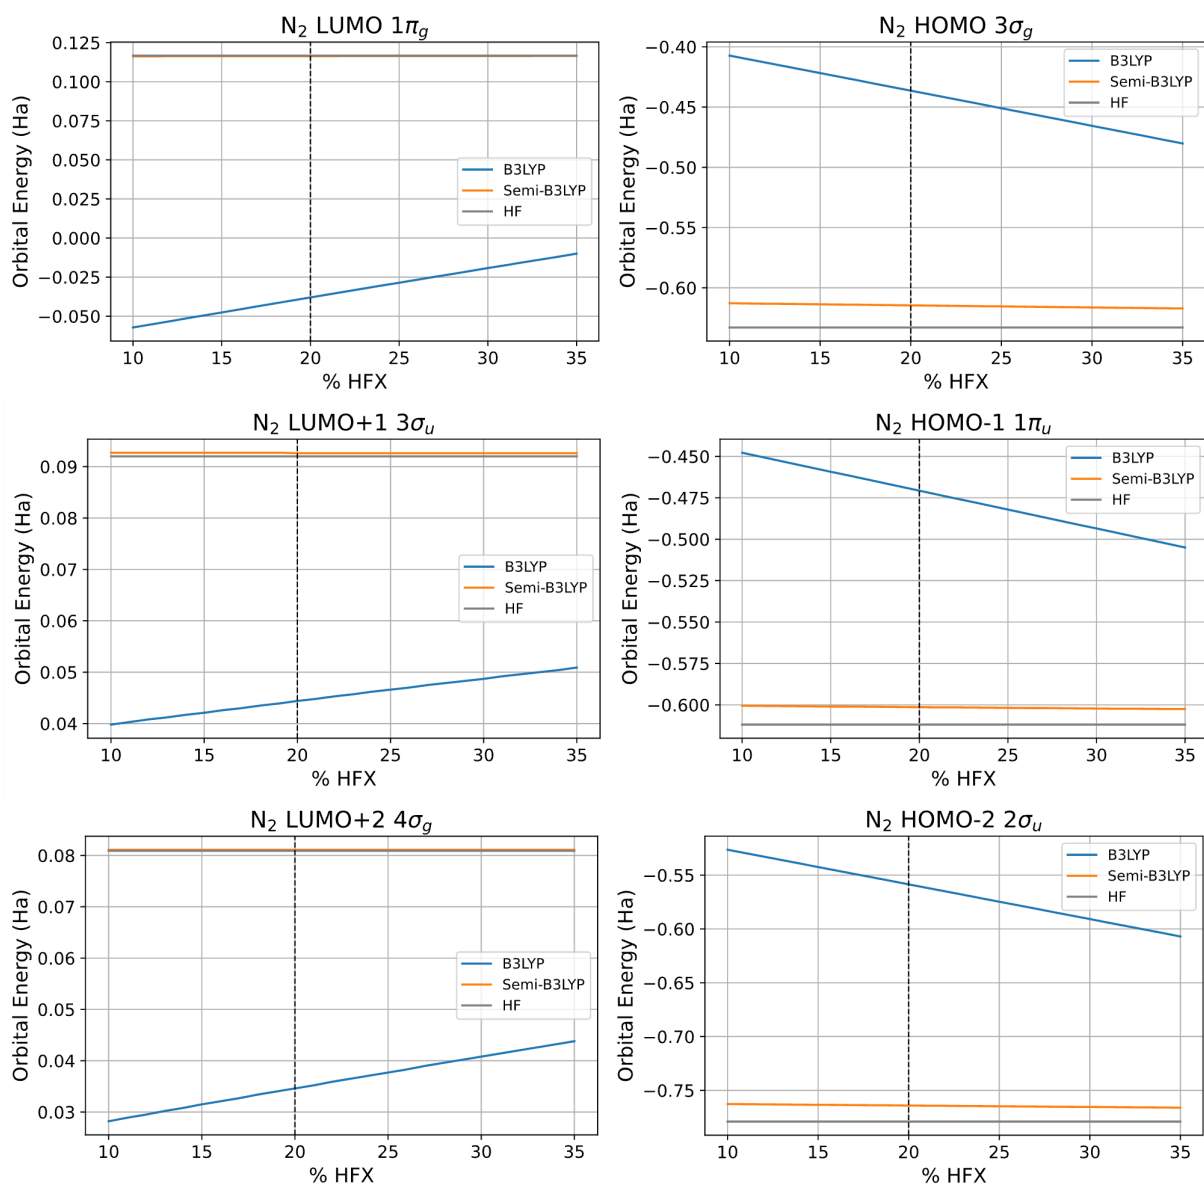 N₂ LUMO 1π_g
Orbital Energy (Ha)
0.125
0.100
0.075
0.050
0.025
0.000
−0.025
−0.050
B3LYP
Semi-B3LYP
HF
10 15 20 25 30 35
% HFX
N₂ HOMO 3σ_g
Orbital Energy (Ha)
−0.40
−0.45
−0.50
−0.55
−0.60
B3LYP
Semi-B3LYP
HF
10 15 20 25 30 35
% HFX
N₂ LUMO+1 3σ_u
Orbital Energy (Ha)
0.09
0.08
0.07
0.06
0.05
0.04
B3LYP
Semi-B3LYP
HF
10 15 20 25 30 35
% HFX
N₂ HOMO-1 1π_u
Orbital Energy (Ha)
−0.450
−0.475
−0.500
−0.525
−0.550
−0.575
−0.600
B3LYP
Semi-B3LYP
HF
10 15 20 25 30 35
% HFX
N₂ LUMO+2 4σ_g
Orbital Energy (Ha)
0.08
0.07
0.06
0.05
0.04
0.03
B3LYP
Semi-B3LYP
HF
10 15 20 25 30 35
% HFX
N₂ HOMO-2 2σ_u
Orbital Energy (Ha)
−0.55
−0.60
−0.65
−0.70
−0.75
B3LYP
Semi-B3LYP
HF
10 15 20 25 30 35
% HFX